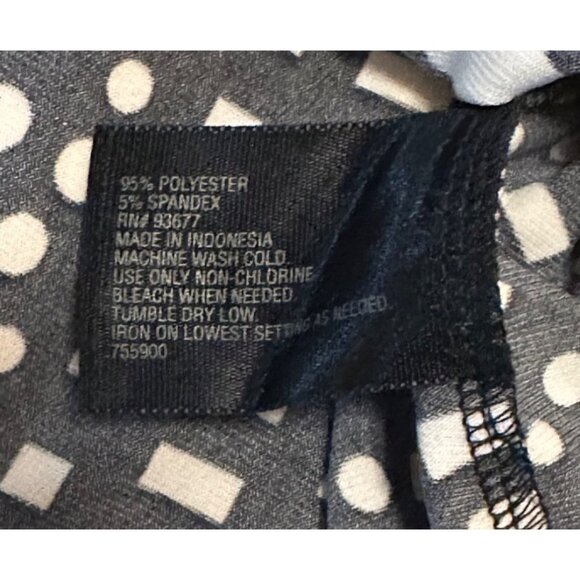 95% POLYESTER
5% SPANDEX
RN# 93677
MADE IN INDONESIA
MACHINE WASH COLD.
USE ONLY NON-CHLORINE
BLEACH WHEN NEEDED.
TUMBLE DRY LOW.
IRON ON LOWEST SETTING AS NEEDED.
755900